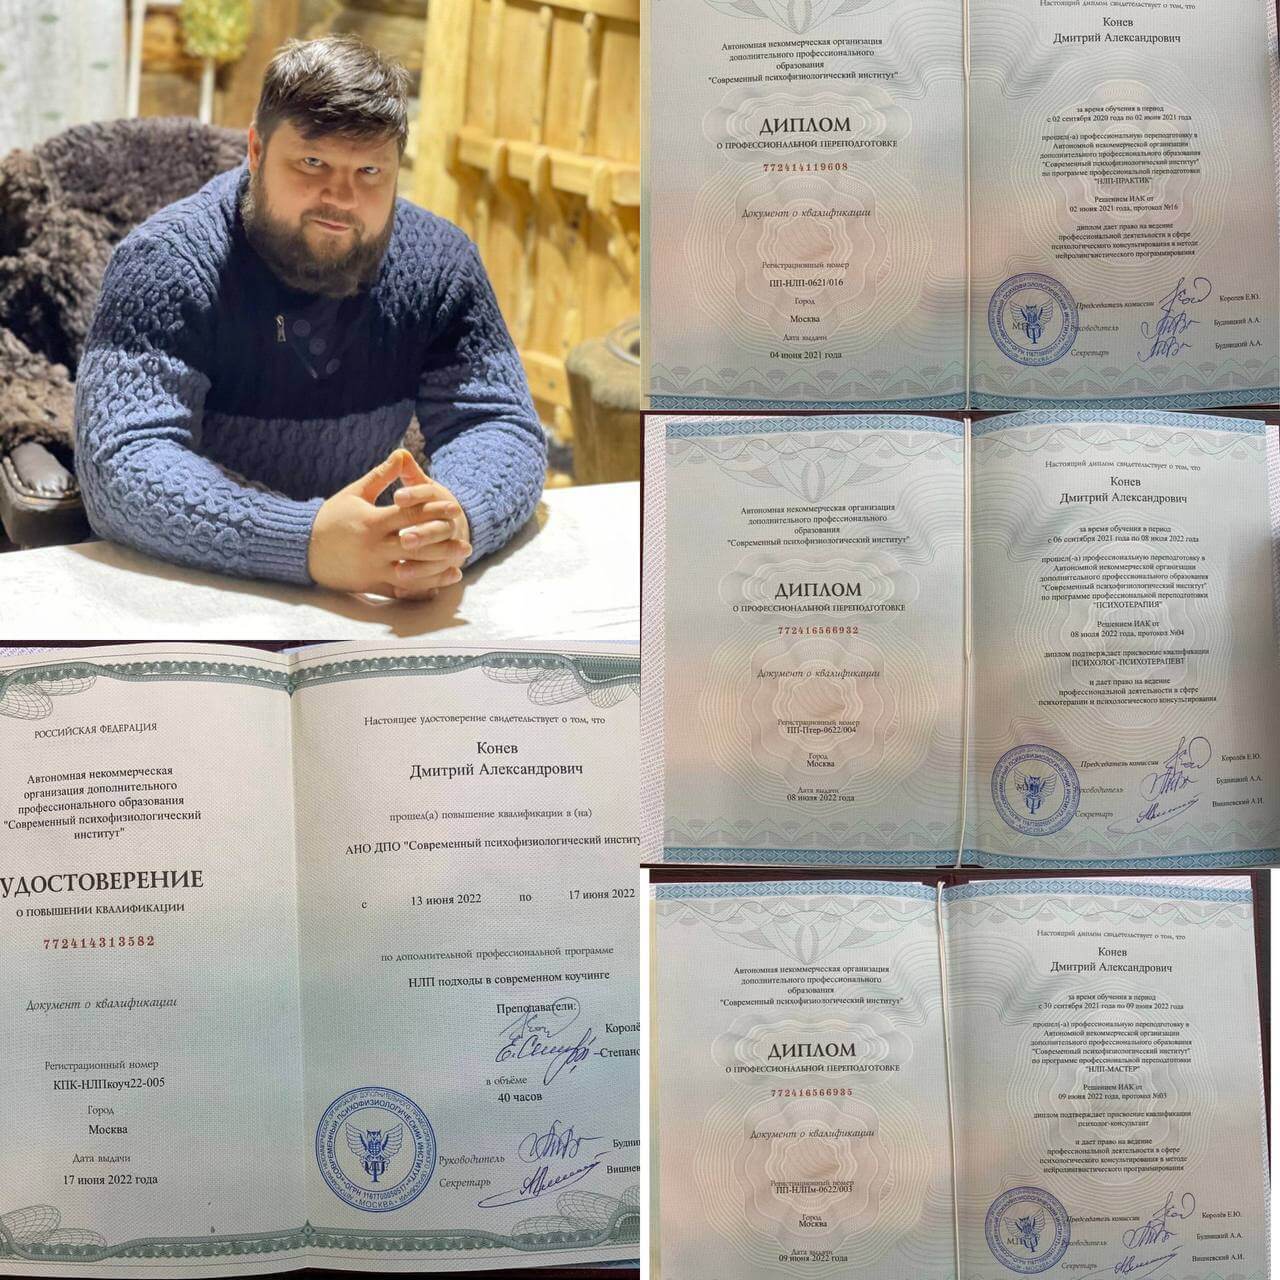 Автономная некоммерческая организация
дополнительного профессионального
образования
"Современный психофизиологический институт"
ДИПЛОМ
О ПРОФЕССИОНАЛЬНОЙ ПЕРЕПОДГОТОВКЕ
772414119608
Документ о квалификации
Регистрационный номер
ПП-НЛП-0621/016
Город
Москва
Дата выдачи
04 июня 2021 года
Настоящий диплом свидетельствует о том, что
Конев
Дмитрий Александрович
за время обучения в период
с 02 сентября 2020 года по 02 июня 2021 года
прошел(-а) профессиональную переподготовку в
Автономной некоммерческой организации
дополнительного профессионального образования
"Современный психофизиологический институт"
по программе профессиональной переподготовки
"НЛП-ПРАКТИК"
Решением ИАК от
02 июня 2021 года, протокол №16
диплом дает право на ведение
профессиональной деятельности в сфере
психологического консультирования в методе
нейролингвистического программирования
Председатель комиссии Королев Е.Ю.
М.П. Руководитель Будницкий А.А.
Секретарь Будницкий А.А.
Автономная некоммерческая организация
дополнительного профессионального
образования
"Современный психофизиологический институт"
ДИПЛОМ
О ПРОФЕССИОНАЛЬНОЙ ПЕРЕПОДГОТОВКЕ
772416566932
Документ о квалификации
Регистрационный номер
ПП-Птер-0622/004
Город
Москва
Дата выдачи
08 июля 2022 года
Настоящий диплом свидетельствует о том, что
Конев
Дмитрий Александрович
за время обучения в период
с 06 сентября 2021 года по 08 июля 2022 года
прошел(-а) профессиональную переподготовку в
Автономной некоммерческой организации
дополнительного профессионального образования
"Современный психофизиологический институт"
по программе профессиональной переподготовки
"ПСИХОТЕРАПИЯ"
Решением ИАК от
08 июля 2022 года, протокол №04
диплом подтверждает присвоение квалификации
ПСИХОЛОГ-ПСИХОТЕРАПЕВТ
и дает право на ведение
профессиональной деятельности в сфере
психотерапии и психологического консультирования
Председатель комиссии Королёв Е.Ю.
Руководитель Будницкий А.А.
Секретарь Вишневский А.И.
РОССИЙСКАЯ ФЕДЕРАЦИЯ
Автономная некоммерческая
организация дополнительного
профессионального образования
"Современный психофизиологический
институт"
УДОСТОВЕРЕНИЕ
О ПОВЫШЕНИИ КВАЛИФИКАЦИИ
772414313582
Документ о квалификации
Регистрационный номер
КПК-НЛПкоуч22-005
Город
Москва
Дата выдачи
17 июня 2022 года
Настоящее удостоверение свидетельствует о том, что
Конев
Дмитрий Александрович
прошел(а) повышение квалификации в (на)
АНО ДПО "Современный психофизиологический институ
с 13 июня 2022 по 17 июня 2022
по дополнительной профессиональной программе
НЛП подходы в современном коучинге
Преподаватели:
Королё
Степано
в объёме
40 часов
Руководитель Будни
Секретарь Вишнев
Автономная некоммерческая организация
дополнительного профессионального
образования
"Современный психофизиологический институт"
ДИПЛОМ
О ПРОФЕССИОНАЛЬНОЙ ПЕРЕПОДГОТОВКЕ
772416566935
Документ о квалификации
Регистрационный номер
ПП-НЛПм-0622/003
Город
Москва
Дата выдачи
09 июня 2022 года
Настоящий диплом свидетельствует о том, что
Конев
Дмитрий Александрович
за время обучения в период
с 30 сентября 2021 года по 09 июня 2022 года
прошел(-а) профессиональную переподготовку в
Автономной некоммерческой организации
дополнительного профессионального образования
"Современный психофизиологический институт"
по программе профессиональной переподготовки
"НЛП-МАСТЕР"
Решением ИАК от
09 июня 2022 года, протокол №03
диплом подтверждает присвоение квалификации
психолог-консультант
и дает право на ведение
профессиональной деятельности в сфере
психологического консультирования в методе
нейролингвистического программирования
Председатель комиссии Королёв Е.Ю.
М.П. Руководитель Будницкий А.А.
Секретарь Вишневский А.И.